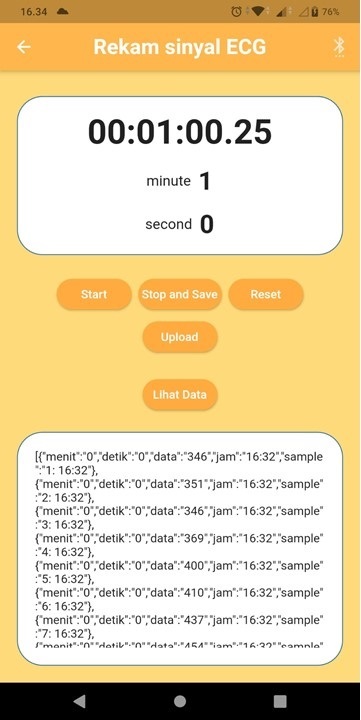 16.34
76%
Rekam sinyal ECG
00:01:00.25
minute 1
second 0
Start
Stop and Save
Reset
Upload
Lihat Data
[{"menit":"0","detik":"0","data":"346","jam":"16:32","sample
":"1: 16:32"},
{"menit":"0","detik":"0","data":"351","jam":"16:32","sample
":"2: 16:32"},
{"menit":"0","detik":"0","data":"346","jam":"16:32","sample
":"3: 16:32"},
{"menit":"0","detik":"0","data":"369","jam":"16:32","sample
":"4: 16:32"},
{"menit":"0","detik":"0","data":"400","jam":"16:32","sample
":"5: 16:32"},
{"menit":"0","detik":"0","data":"410","jam":"16:32","sample
":"6: 16:32"},
{"menit":"0","detik":"0","data":"437","jam":"16:32","sample
":"7: 16:32"},
{"menit":"0","detik":"0","data":"454","jam":"16:32","sample